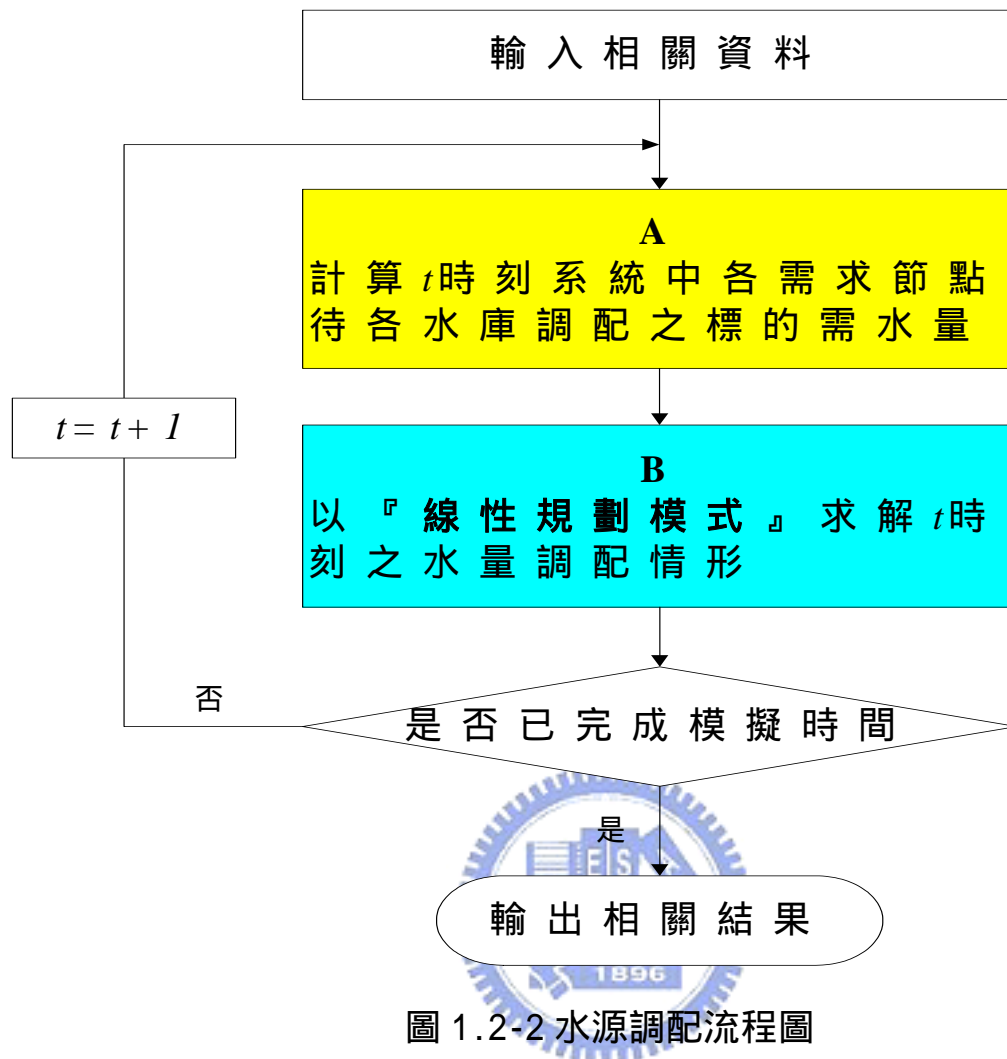 輸入相關資料
A
計算t時刻系統中各需求節點
待各水庫調配之標的需水量
t = t + 1
B
以『線性規劃模式』求解t時
刻之水量調配情形
否
是否已完成模擬時間
是
ES
輸出相關結果
1896
圖 1.2-2 水源調配流程圖